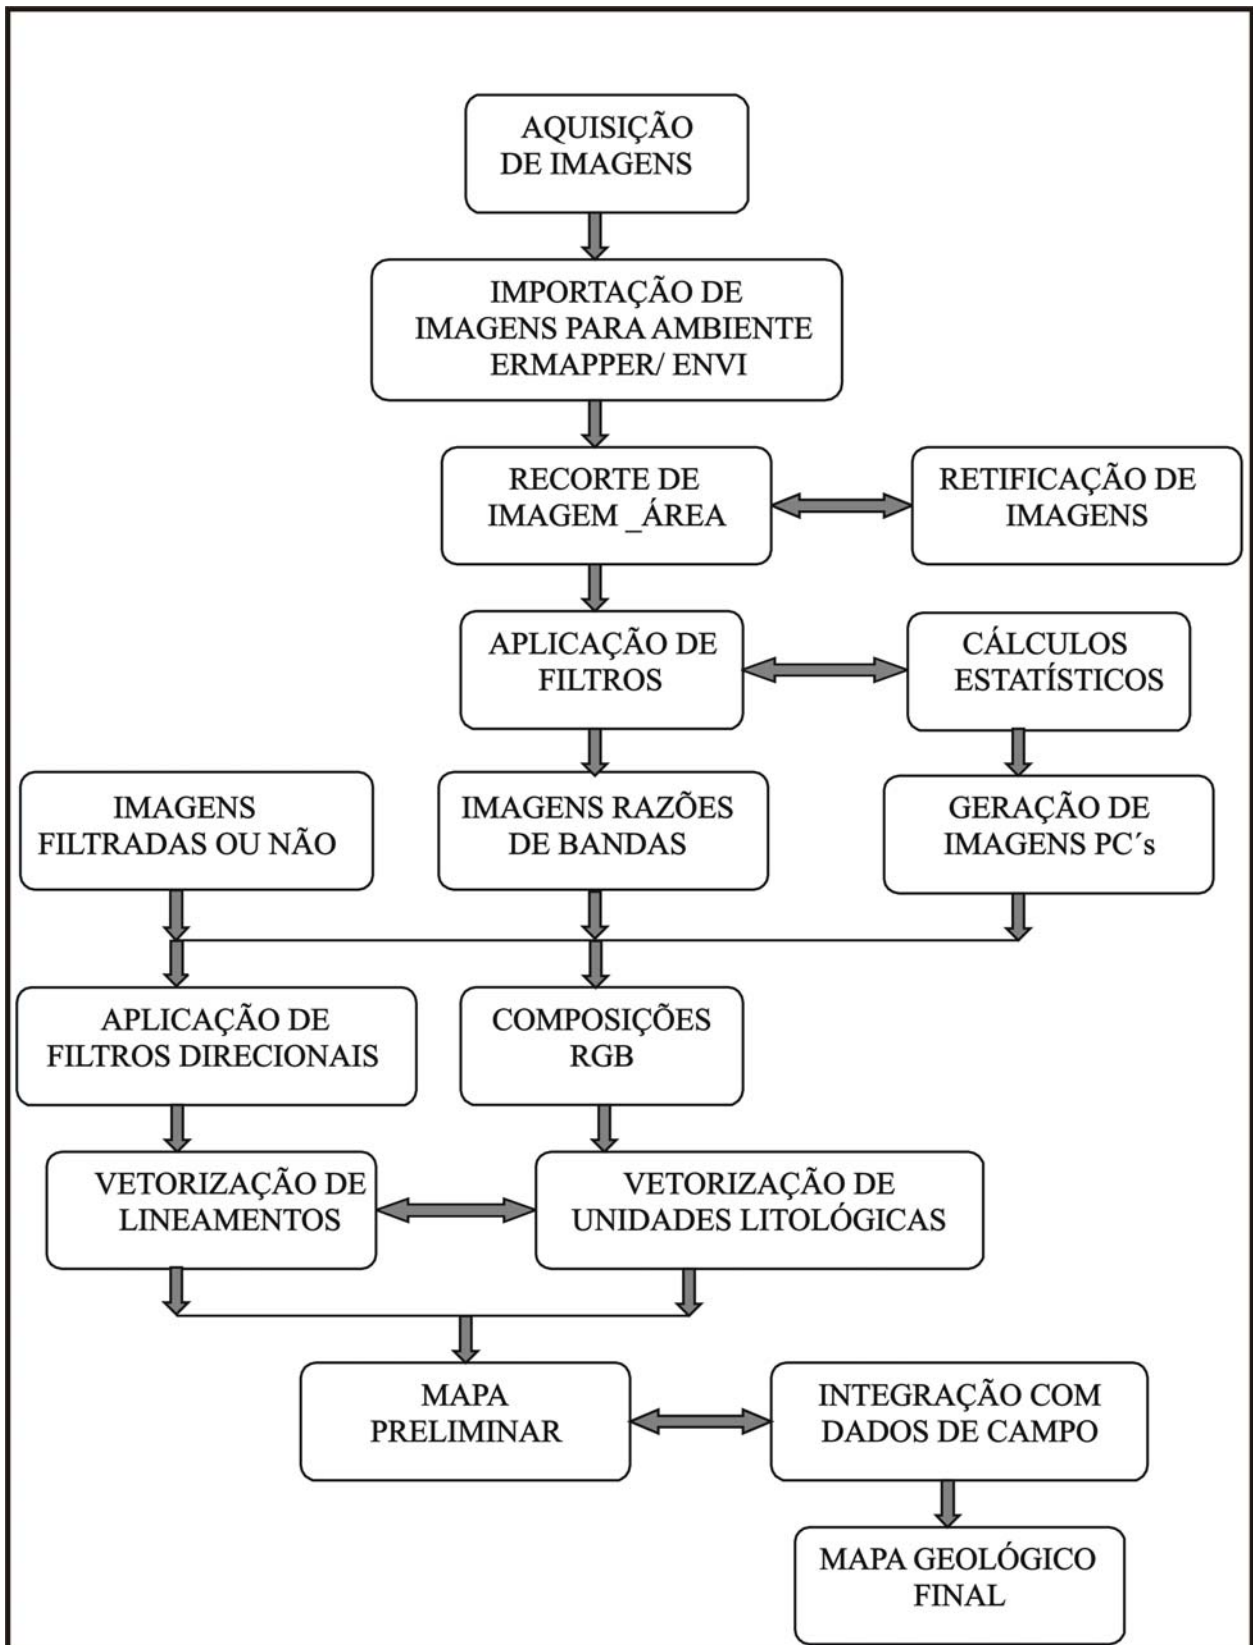 AQUISIÇÃO
DE IMAGENS
IMPORTAÇÃO DE
IMAGENS PARA AMBIENTE
ERMAPPER/ ENVI
RECORTE DE
IMAGEM _ÁREA
RETIFICAÇÃO DE
IMAGENS
APLICAÇÃO DE
FILTROS
CÁLCULOS
ESTATÍSTICOS
IMAGENS
FILTRADAS OU NÃO
IMAGENS RAZÕES
DE BANDAS
GERAÇÃO DE
IMAGENS PC´s
APLICAÇÃO DE
FILTROS DIRECIONAIS
COMPOSIÇÕES
RGB
VETORIZAÇÃO DE
LINEAMENTOS
VETORIZAÇÃO DE
UNIDADES LITOLÓGICAS
MAPA
PRELIMINAR
INTEGRAÇÃO COM
DADOS DE CAMPO
MAPA GEOLÓGICO
FINAL